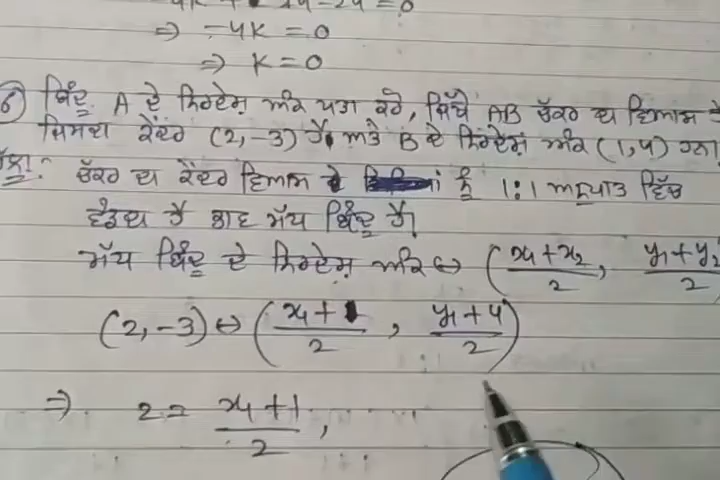 ⇒ -4K = 0
⇒ K = 0
ਬਿੰਦੂ A ਦੇ ਨਿਰਦੇਸ਼ ਅੰਕ ਪਤਾ ਕਰੋ, ਜਿੱਥੇ AB ਚੱਕਰ ਦਾ ਵਿਆਸ ਹੈ
ਜਿਸਦਾ ਕੇਂਦਰ (2, -3) ਹੈ ਅਤੇ B ਦੇ ਨਿਰਦੇਸ਼ ਅੰਕ (1, 4) ਹਨ।
ਹੱਲ: ਚੱਕਰ ਦਾ ਕੇਂਦਰ ਵਿਆਸ ਨੂੰ 1:1 ਅਨੁਪਾਤ ਵਿੱਚ
ਵੰਡਦਾ ਹੈ ਭਾਵ ਮੱਧ ਬਿੰਦੂ ਹੈ।
ਮੱਧ ਬਿੰਦੂ ਦੇ ਨਿਰਦੇਸ਼ ਅੰਕ ↔ (x₁+x₂/2, y₁+y₂/2)
(2, -3) ↔ (x₁+1/2, y₁+4/2)
⇒ 2 = x₁+1/2,